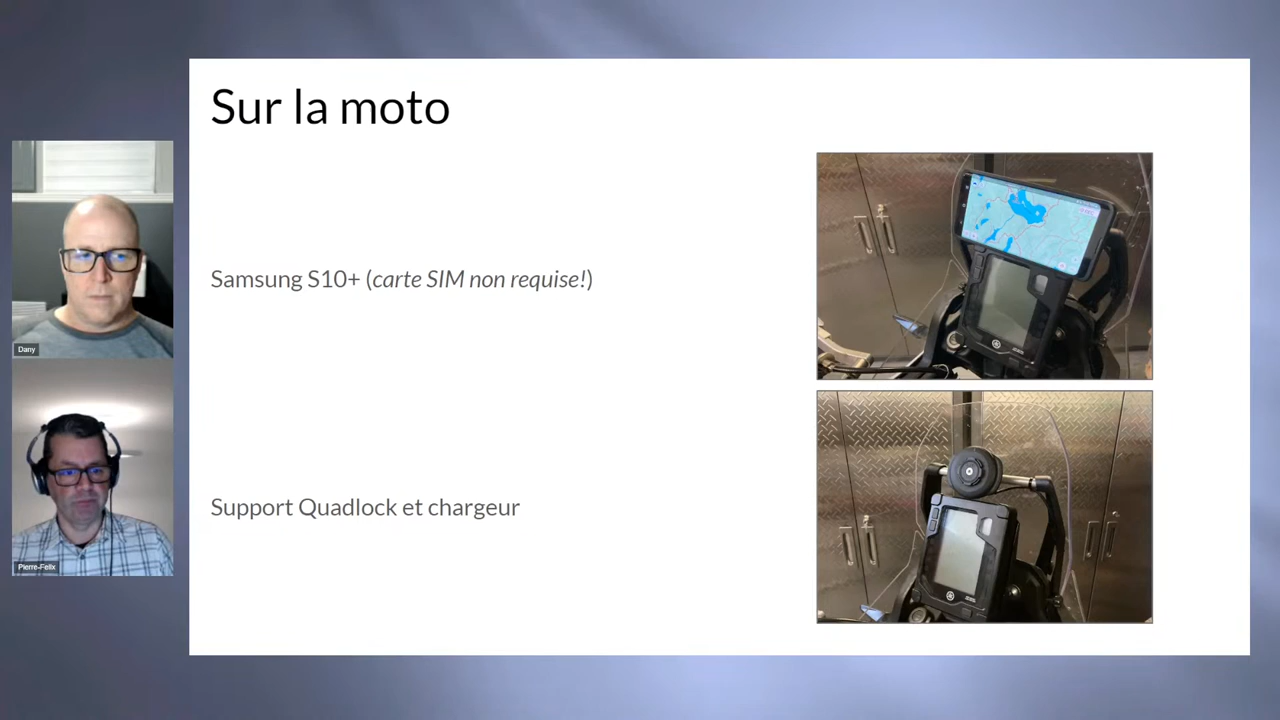 Sur la moto
Samsung S10+ (carte SIM non requise!)
Support Quadlock et chargeur
Dany
Pierre-Felix